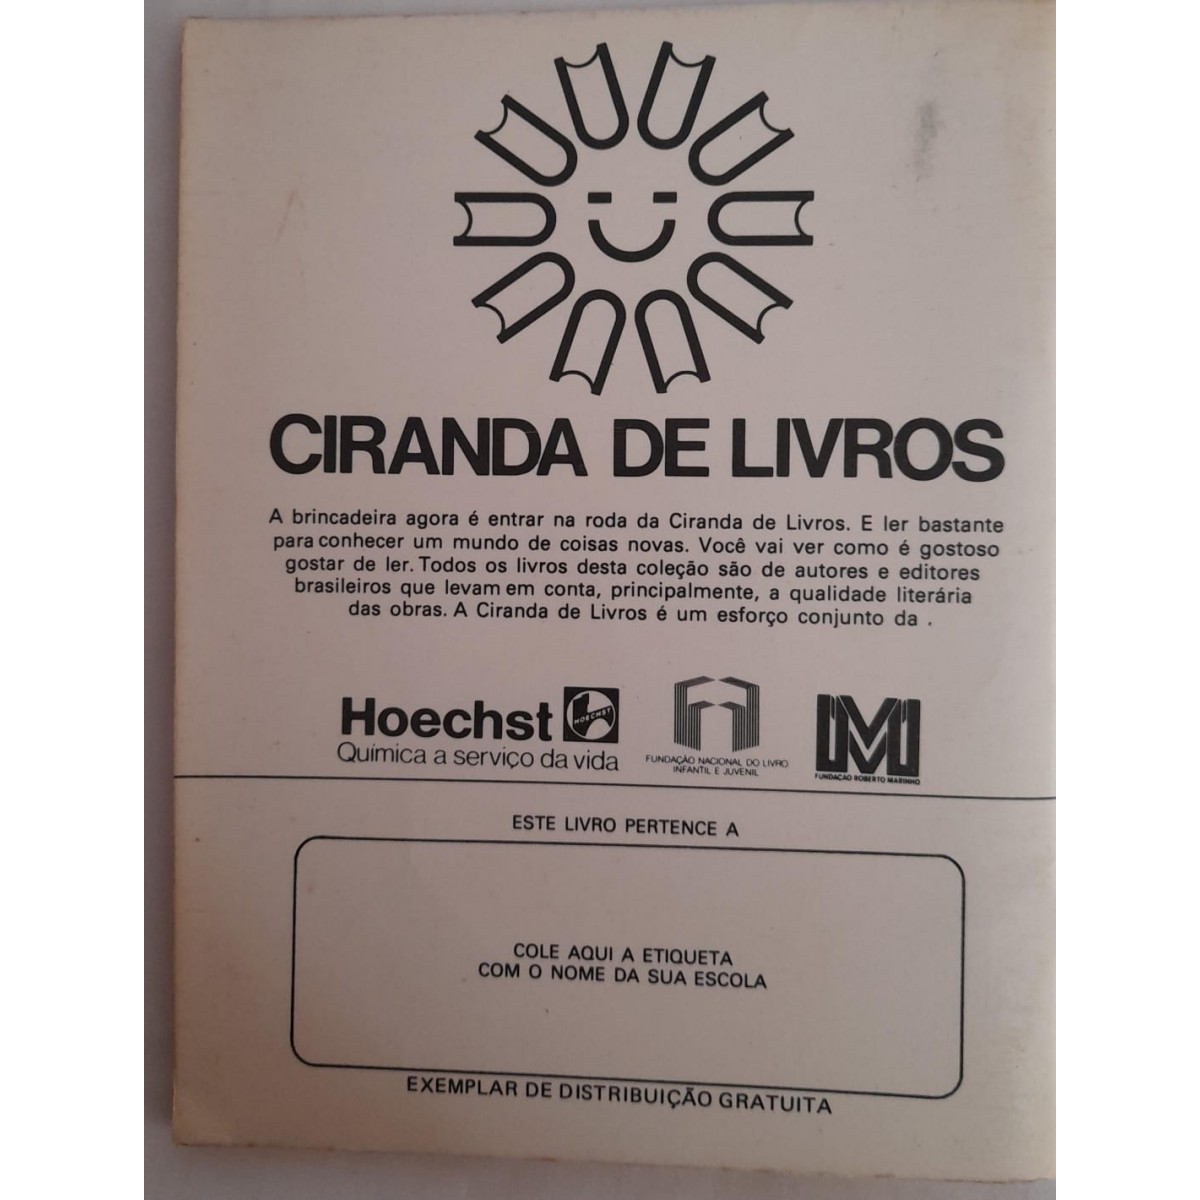 CIRANDA DE LIVROS
A brincadeira agora é entrar na roda da Ciranda de Livros. E ler bastante
para conhecer um mundo de coisas novas. Você vai ver como é gostoso
gostar de ler. Todos os livros desta coleção são de autores e editores
brasileiros que levam em conta, principalmente, a qualidade literária
das obras. A Ciranda de Livros é um esforço conjunto da .
Hoechst HOECHST
Química a serviço da vida
FUNDAÇÃO NACIONAL DO LIVRO
INFANTIL E JUVENIL
FUNDACAO ROBERTO MARINHO
ESTE LIVRO PERTENCE A
COLE AQUI A ETIQUETA
COM O NOME DA SUA ESCOLA
EXEMPLAR DE DISTRIBUIÇÃO GRATUITA